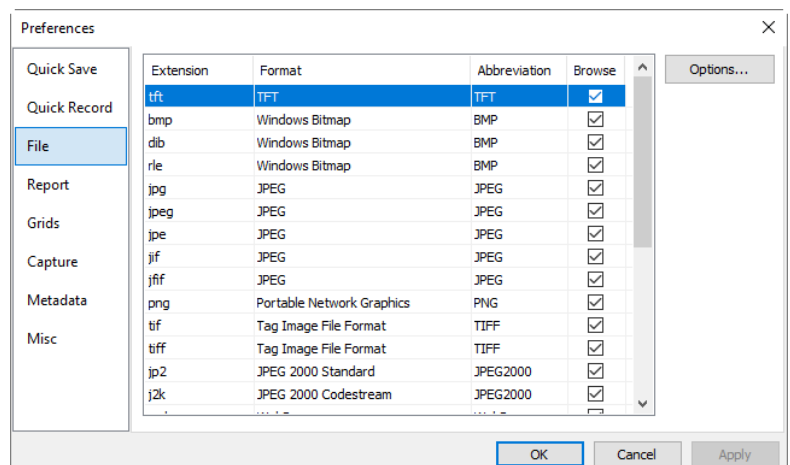 Preferences
Quick Save
Quick Record
File
Report
Grids
Capture
Metadata
Misc
Extension Format Abbreviation Browse
tft TFT TFT
bmp Windows Bitmap BMP
dib Windows Bitmap BMP
rle Windows Bitmap BMP
jpg JPEG JPEG
jpeg JPEG JPEG
jpe JPEG JPEG
jif JPEG JPEG
jfif JPEG JPEG
png Portable Network Graphics PNG
tif Tag Image File Format TIFF
tiff Tag Image File Format TIFF
jp2 JPEG 2000 Standard JPEG2000
j2k JPEG 2000 Codestream JPEG2000
Options...
OK Cancel Apply